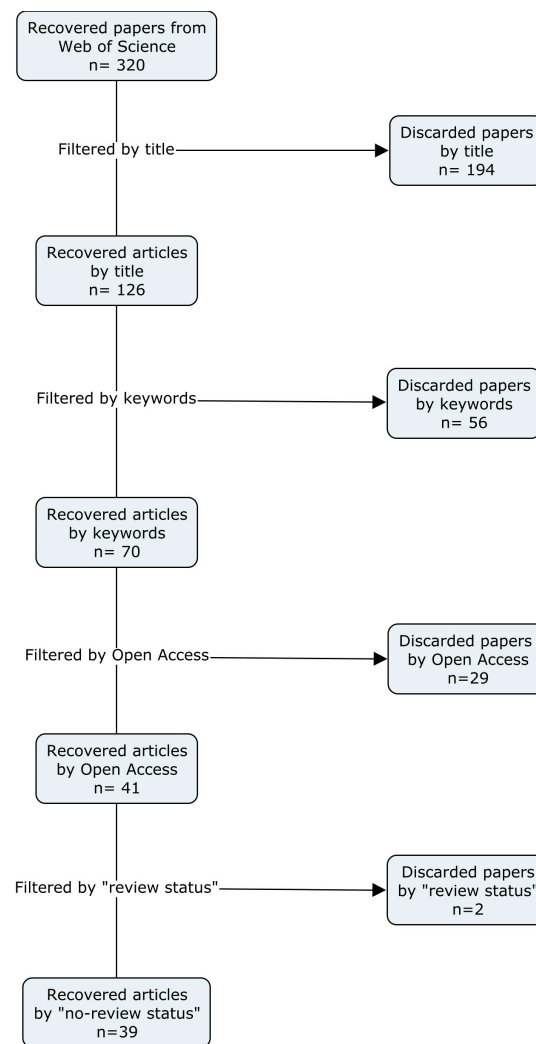 Recovered papers from
Web of Science
n= 320
Filtered by title
Discarded papers
by title
n= 194
Recovered articles
by title
n= 126
Filtered by keywords
Discarded papers
by keywords
n= 56
Recovered articles
by keywords
n= 70
Filtered by Open Access
Discarded papers
by Open Access
n=29
Recovered articles
by Open Access
n= 41
Filtered by "review status"
Discarded papers
by "review status"
n=2
Recovered articles
by "no-review status"
n=39